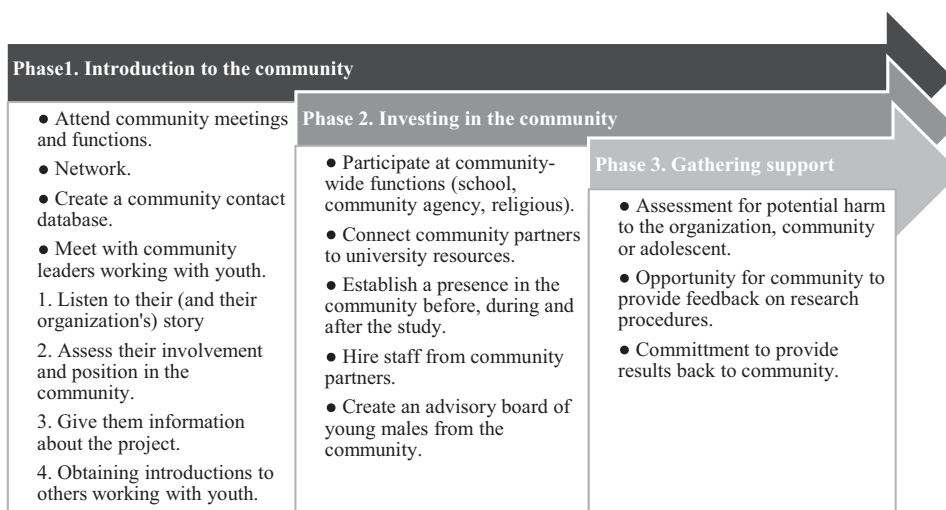 Phase1. Introduction to the community
● Attend community meetings
and functions.
● Network.
● Create a community contact
database.
● Meet with community
leaders working with youth.
1. Listen to their (and their
organization's) story
2. Assess their involvement
and position in the
community.
3. Give them information
about the project.
4. Obtaining introductions to
others working with youth.
Phase 2. Investing in the community
● Participate at community-
wide functions (school,
community agency, religious).
● Connect community partners
to university resources.
● Establish a presence in the
community before, during and
after the study.
● Hire staff from community
partners.
● Create an advisory board of
young males from the
community.
Phase 3. Gathering support
● Assessment for potential harm
to the organization, community
or adolescent.
● Opportunity for community to
provide feedback on research
procedures.
● Committment to provide
results back to community.